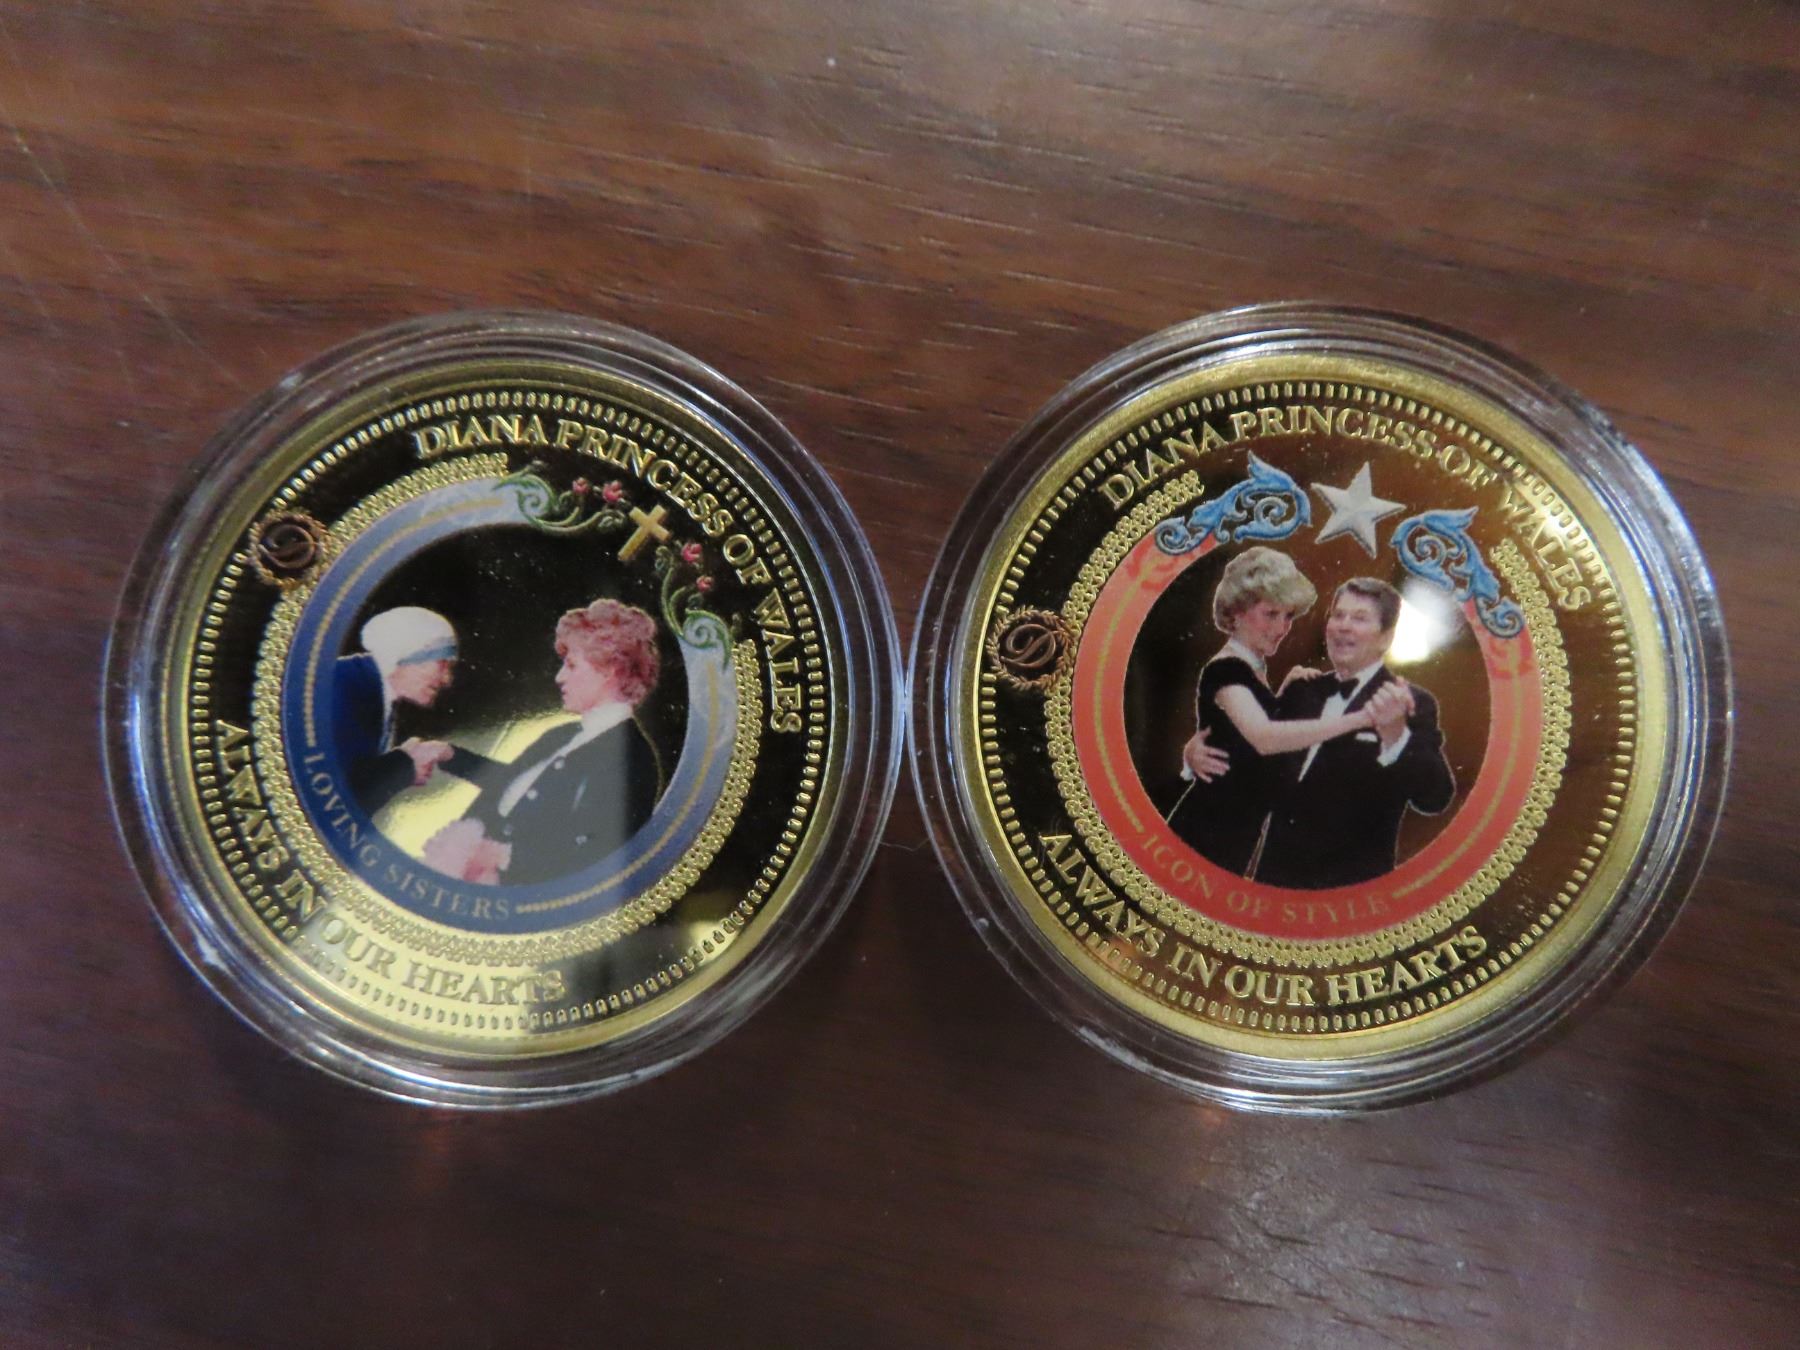 DIANA PRINCESS OF WALES
D
LOVING SISTERS
ALWAYS IN OUR HEARTS
DIANA PRINCESS OF WALES
D
ICON OF STYLE
ALWAYS IN OUR HEARTS